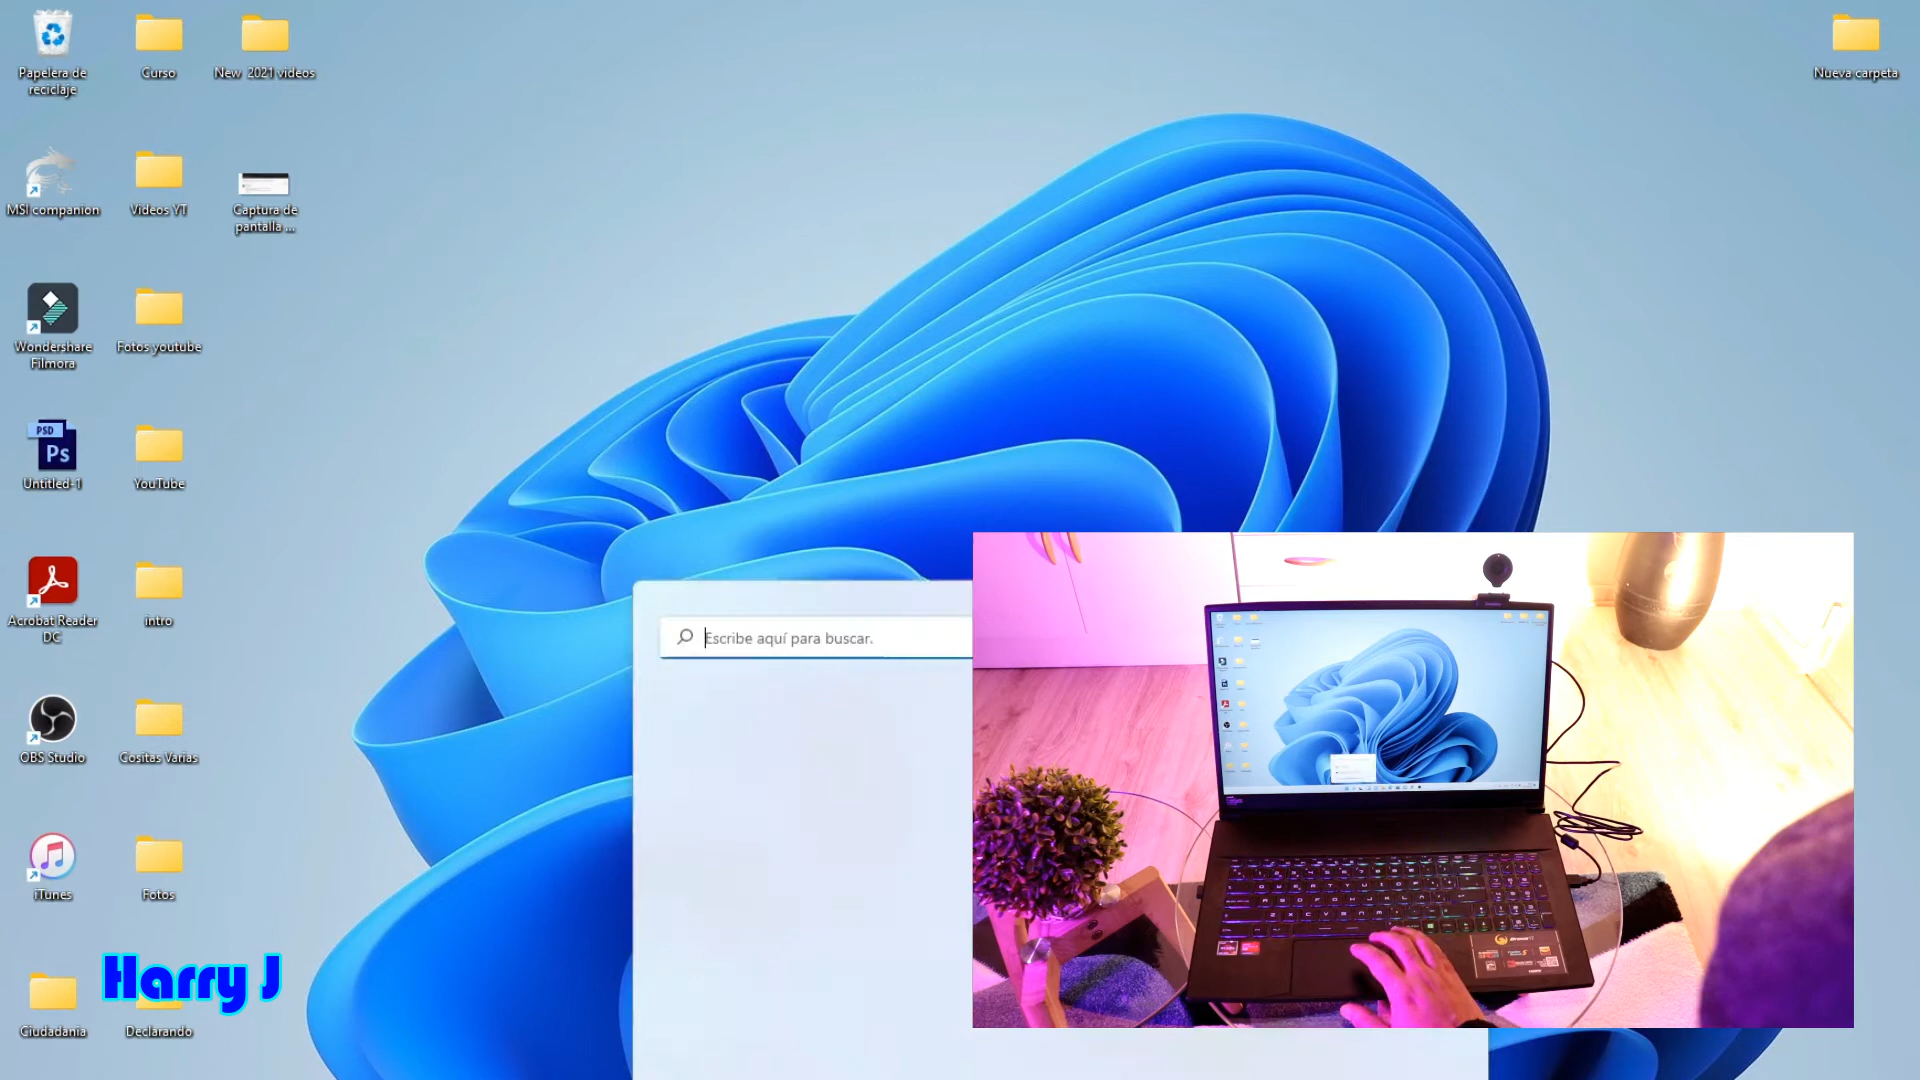 Papelera de
reciclaje
Curso
New 2021 videos
Nueva carpeta
MSI companion
Videos YT
Captura de
pantalla ...
Wondershare
Filmora
Fotos youtube
PSD
Ps
Untitled-1
YouTube
Acrobat Reader
DC
intro
OBS Studio
Cositas Varias
iTunes
Fotos
Harry J
Ciudadania
Declarando
Escribe aquí para buscar.